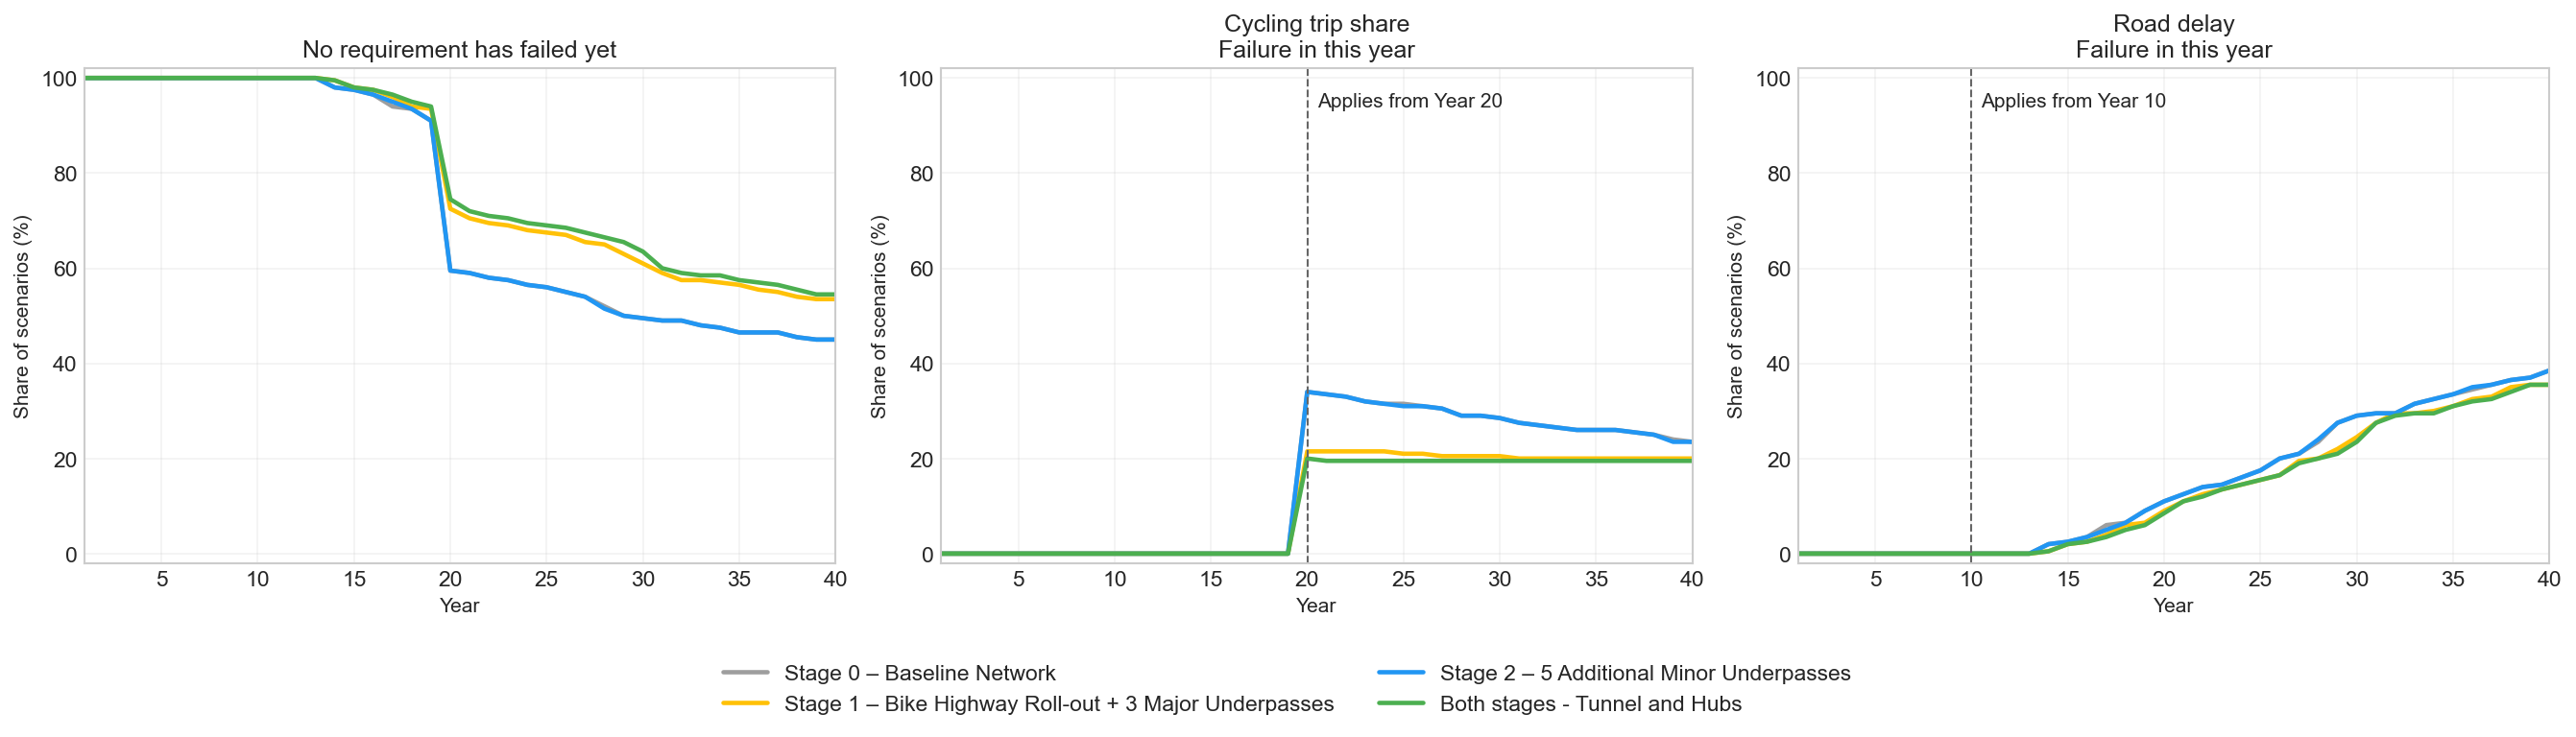 No requirement has failed yet
Share of scenarios (%)
100
80
60
40
20
0
5 10 15 20 25 30 35 40
Year
Cycling trip share
Failure in this year
Applies from Year 20
Share of scenarios (%)
100
80
60
40
20
0
5 10 15 20 25 30 35 40
Year
Road delay
Failure in this year
Applies from Year 10
Share of scenarios (%)
100
80
60
40
20
0
5 10 15 20 25 30 35 40
Year
Stage 0 – Baseline Network
Stage 1 – Bike Highway Roll-out + 3 Major Underpasses
Stage 2 – 5 Additional Minor Underpasses
Both stages - Tunnel and Hubs